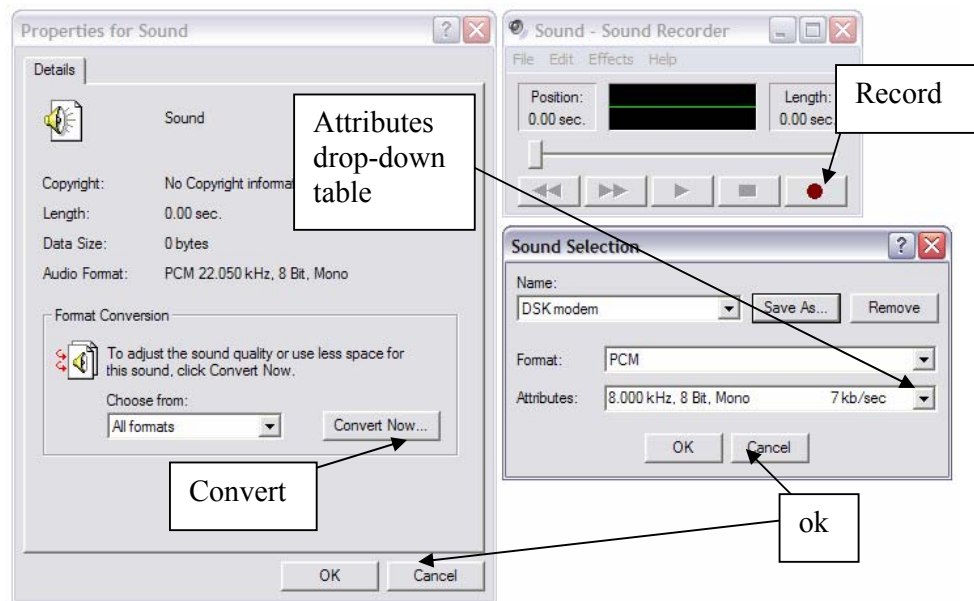 Properties for Sound
Details
Sound
Copyright: No Copyright informat
Length: 0.00 sec.
Data Size: 0 bytes
Audio Format: PCM 22.050 kHz, 8 Bit, Mono
Format Conversion
To adjust the sound quality or use less space for
this sound, click Convert Now.
Choose from:
All formats
Convert Now...
OK Cancel
Attributes
drop-down
table
Convert
Sound - Sound Recorder
File Edit Effects Help
Position:
0.00 sec.
Length:
0.00 sec
Record
Sound Selection
Name:
DSK modem
Save As... Remove
Format: PCM
Attributes: 8.000 kHz, 8 Bit, Mono 7 kb/sec
OK Cancel
ok